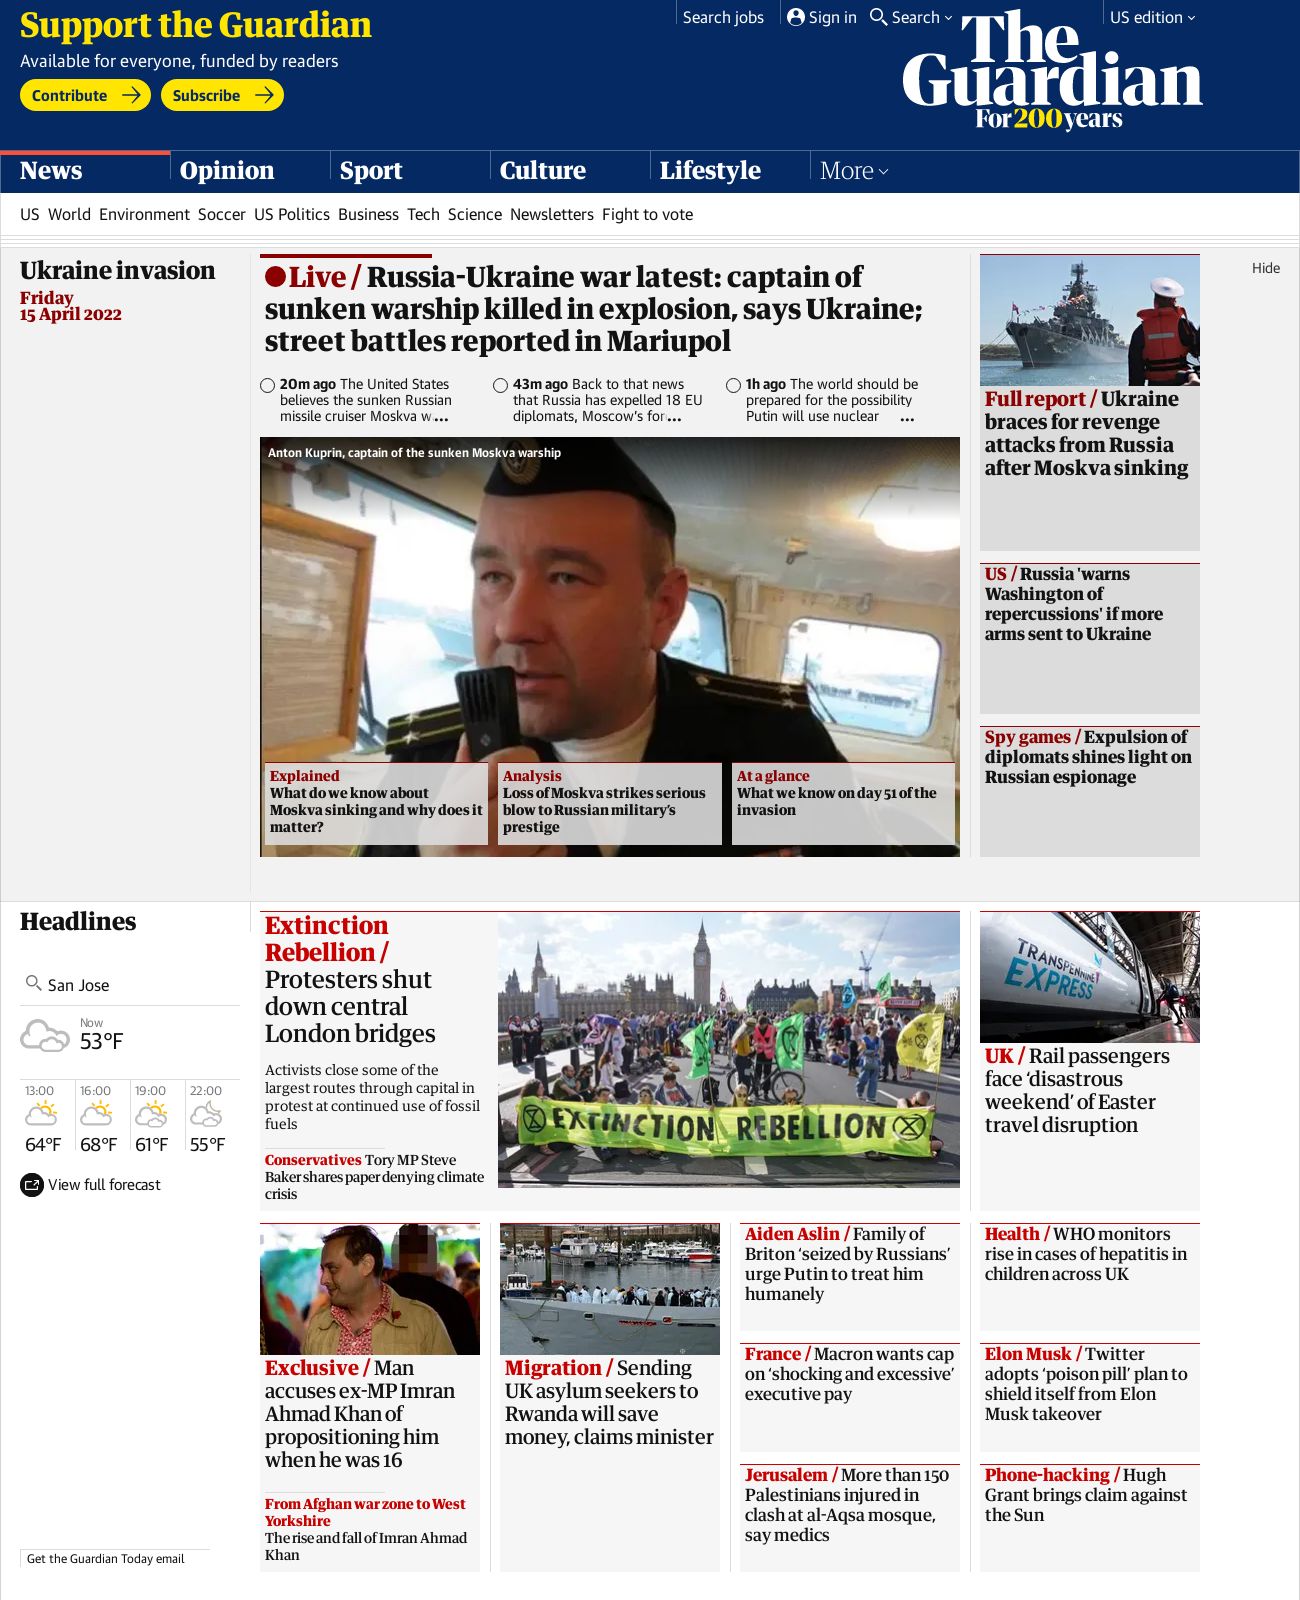 Support the Guardian
Available for everyone, funded by readers
Contribute
Subscribe
Search jobs
Sign in
Search
US edition
The
Guardian
For 200 years
News
Opinion
Sport
Culture
Lifestyle
More
US World Environment Soccer US Politics Business Tech Science Newsletters Fight to vote
Ukraine invasion
Friday
15 April 2022
Hide
Live / Russia-Ukraine war latest: captain of
sunken warship killed in explosion, says Ukraine;
street battles reported in Mariupol
20m ago The United States
believes the sunken Russian
missile cruiser Moskva w...
43m ago Back to that news
that Russia has expelled 18 EU
diplomats, Moscow’s for...
1h ago The world should be
prepared for the possibility
Putin will use nuclear ...
Anton Kuprin, captain of the sunken Moskva warship
Explained
What do we know about
Moskva sinking and why does it
matter?
Analysis
Loss of Moskva strikes serious
blow to Russian military’s
prestige
At a glance
What we know on day 51 of the
invasion
Full report / Ukraine
braces for revenge
attacks from Russia
after Moskva sinking
US / Russia 'warns
Washington of
repercussions' if more
arms sent to Ukraine
Spy games / Expulsion of
diplomats shines light on
Russian espionage
Headlines
San Jose
Now
53°F
13:00 16:00 19:00 22:00
64°F 68°F 61°F 55°F
View full forecast
Get the Guardian Today email
Extinction
Rebellion /
Protesters shut
down central
London bridges
Activists close some of the
largest routes through capital in
protest at continued use of fossil
fuels
Conservatives Tory MP Steve
Baker shares paper denying climate
crisis
EXTINCTION REBELLION
TRANSPENNINE
EXPRESS
UK / Rail passengers
face ‘disastrous
weekend’ of Easter
travel disruption
Exclusive / Man
accuses ex-MP Imran
Ahmad Khan of
propositioning him
when he was 16
From Afghan war zone to West
Yorkshire
The rise and fall of Imran Ahmad
Khan
Migration / Sending
UK asylum seekers to
Rwanda will save
money, claims minister
Aiden Aslin / Family of
Briton ‘seized by Russians’
urge Putin to treat him
humanely
France / Macron wants cap
on ‘shocking and excessive’
executive pay
Jerusalem / More than 150
Palestinians injured in
clash at al-Aqsa mosque,
say medics
Health / WHO monitors
rise in cases of hepatitis in
children across UK
Elon Musk / Twitter
adopts ‘poison pill’ plan to
shield itself from Elon
Musk takeover
Phone-hacking / Hugh
Grant brings claim against
the Sun